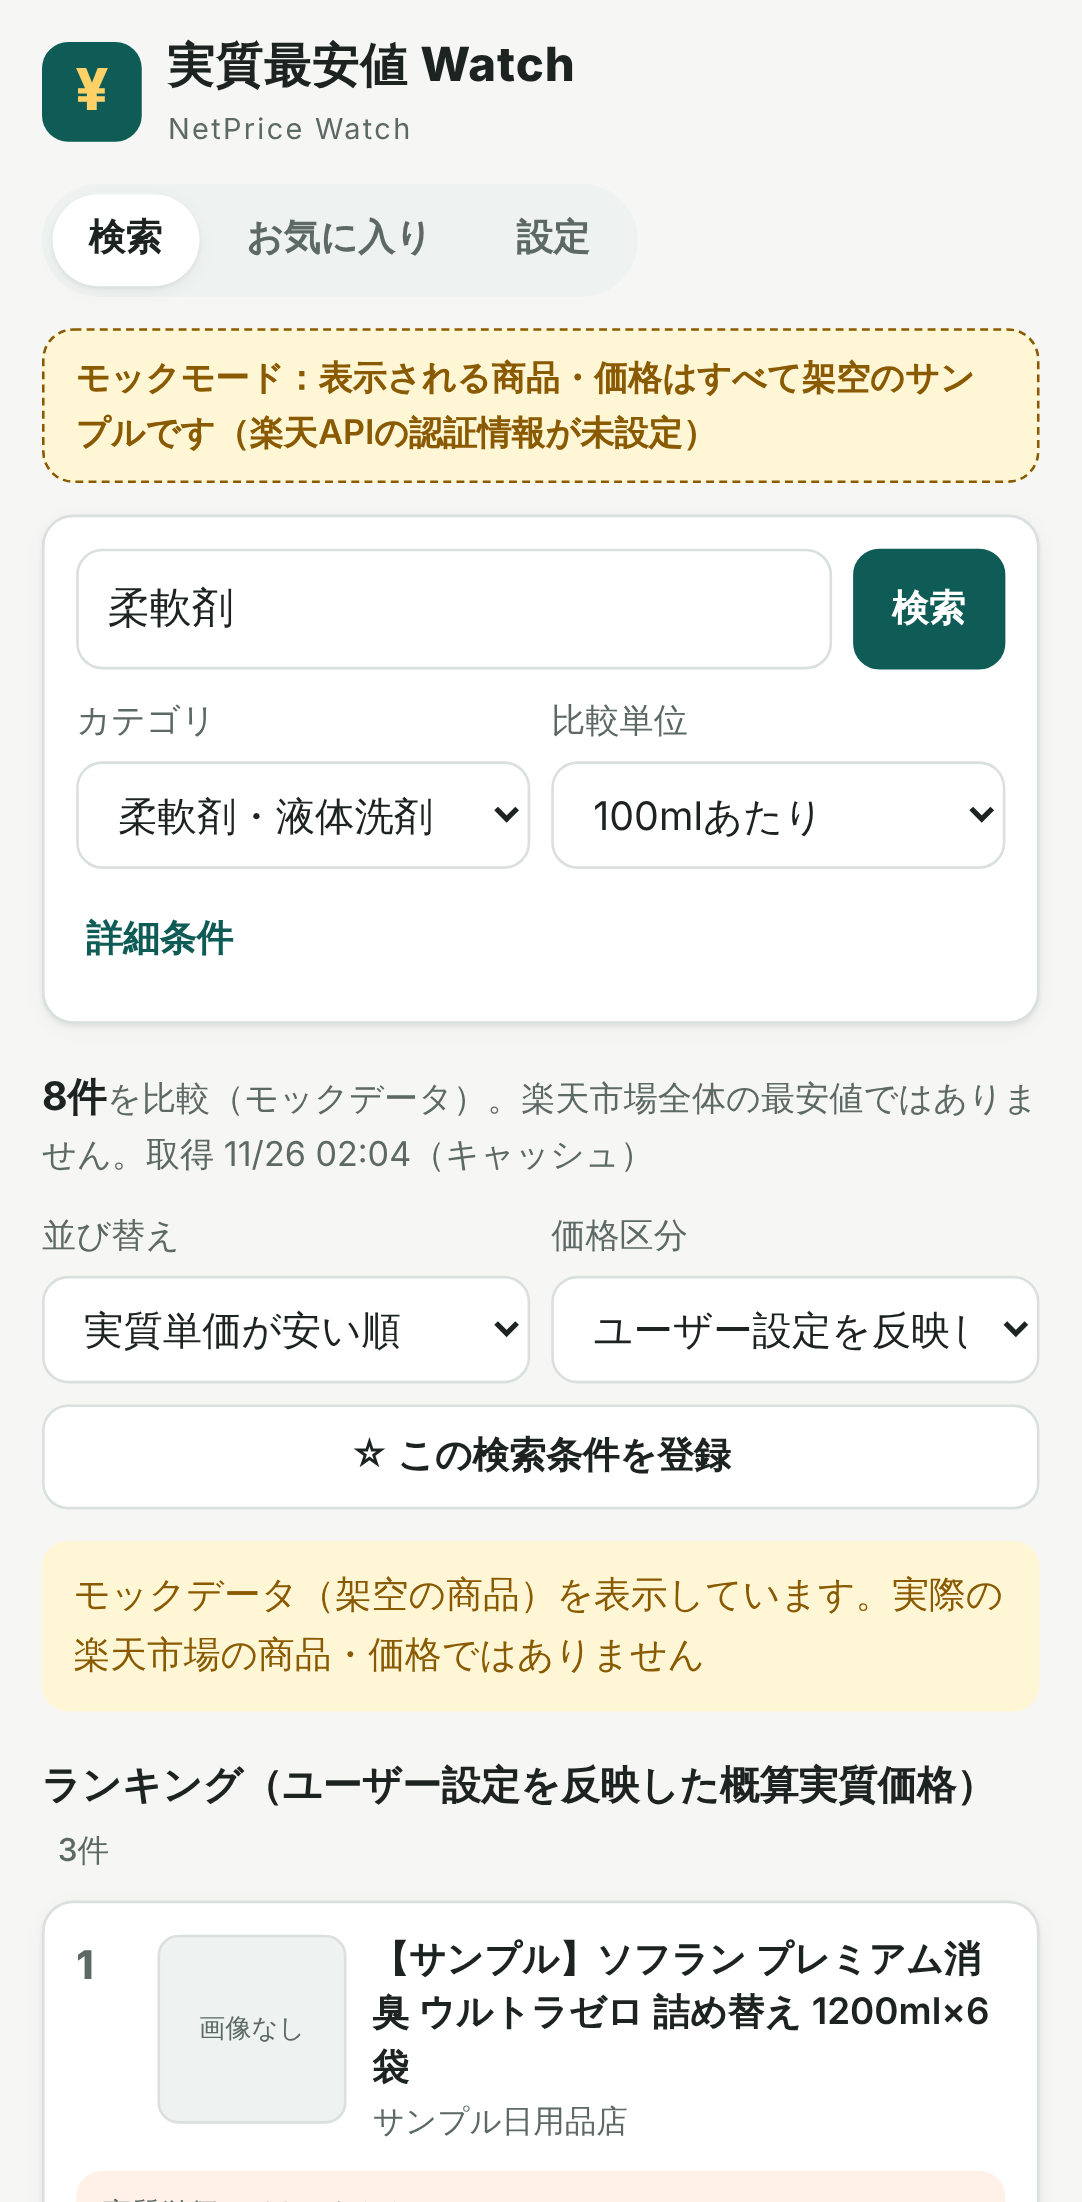 ¥
実質最安値 Watch
NetPrice Watch
検索 お気に入り 設定
モックモード：表示される商品・価格はすべて架空のサン
プルです（楽天APIの認証情報が未設定）
柔軟剤 検索
カテゴリ 比較単位
柔軟剤・液体洗剤 100mlあたり
詳細条件
8件を比較（モックデータ）。楽天市場全体の最安値ではありま
せん。取得 11/26 02:04（キャッシュ）
並び替え 価格区分
実質単価が安い順 ユーザー設定を反映し
☆ この検索条件を登録
モックデータ（架空の商品）を表示しています。実際の
楽天市場の商品・価格ではありません
ランキング（ユーザー設定を反映した概算実質価格）
3件
1
画像なし
【サンプル】ソフラン プレミアム消
臭 ウルトラゼロ 詰め替え 1200ml×6
袋
サンプル日用品店